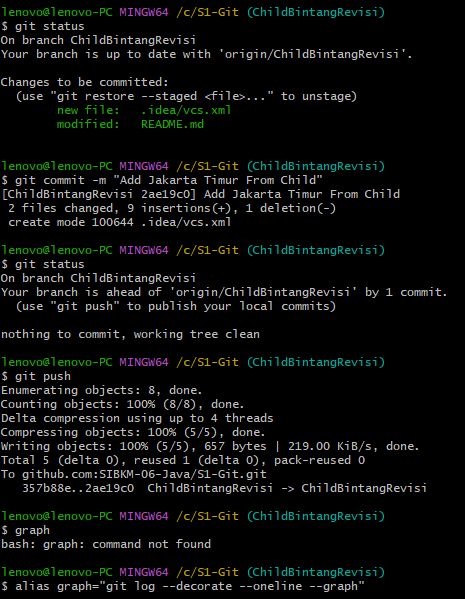 lenovo@lenovo-PC MINGW64 /c/S1-Git (ChildBintangRevisi)
$ git status
On branch ChildBintangRevisi
Your branch is up to date with 'origin/ChildBintangRevisi'.
Changes to be committed:
(use "git restore --staged <file>..." to unstage)
new file:   .idea/vcs.xml
modified:   README.md
lenovo@lenovo-PC MINGW64 /c/S1-Git (ChildBintangRevisi)
$ git commit -m "Add Jakarta Timur From Child"
[ChildBintangRevisi 2ae19c0] Add Jakarta Timur From Child
2 files changed, 9 insertions(+), 1 deletion(-)
create mode 100644 .idea/vcs.xml
lenovo@lenovo-PC MINGW64 /c/S1-Git (ChildBintangRevisi)
$ git status
On branch ChildBintangRevisi
Your branch is ahead of 'origin/ChildBintangRevisi' by 1 commit.
(use "git push" to publish your local commits)
nothing to commit, working tree clean
lenovo@lenovo-PC MINGW64 /c/S1-Git (ChildBintangRevisi)
$ git push
Enumerating objects: 8, done.
Counting objects: 100% (8/8), done.
Delta compression using up to 4 threads
Compressing objects: 100% (5/5), done.
Writing objects: 100% (5/5), 657 bytes | 219.00 KiB/s, done.
Total 5 (delta 0), reused 1 (delta 0), pack-reused 0
To github.com:SIBKM-06-Java/S1-Git.git
357b88e..2ae19c0  ChildBintangRevisi -> ChildBintangRevisi
lenovo@lenovo-PC MINGW64 /c/S1-Git (ChildBintangRevisi)
$ graph
bash: graph: command not found
lenovo@lenovo-PC MINGW64 /c/S1-Git (ChildBintangRevisi)
$ alias graph="git log --decorate --oneline --graph"